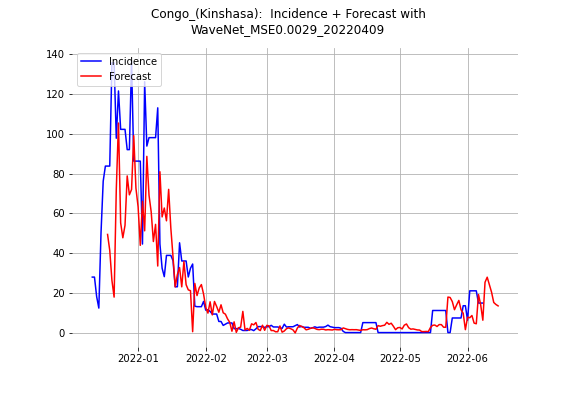 Congo_(Kinshasa):  Incidence + Forecast with
WaveNet_MSE0.0029_20220409
Incidence
Forecast
140
120
100
80
60
40
20
0
2022-01 2022-02 2022-03 2022-04 2022-05 2022-06